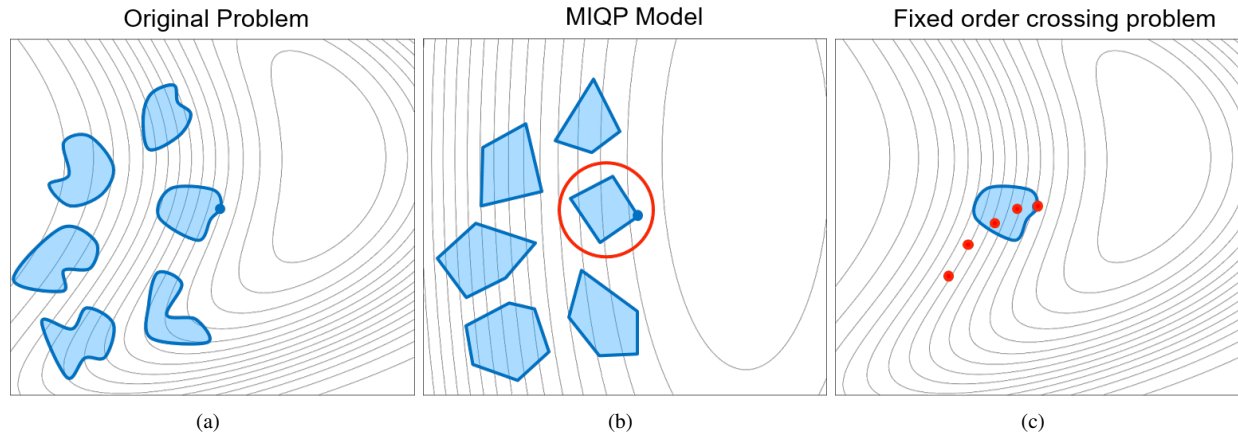 Original Problem
MIQP Model
Fixed order crossing problem
(a)
(b)
(c)